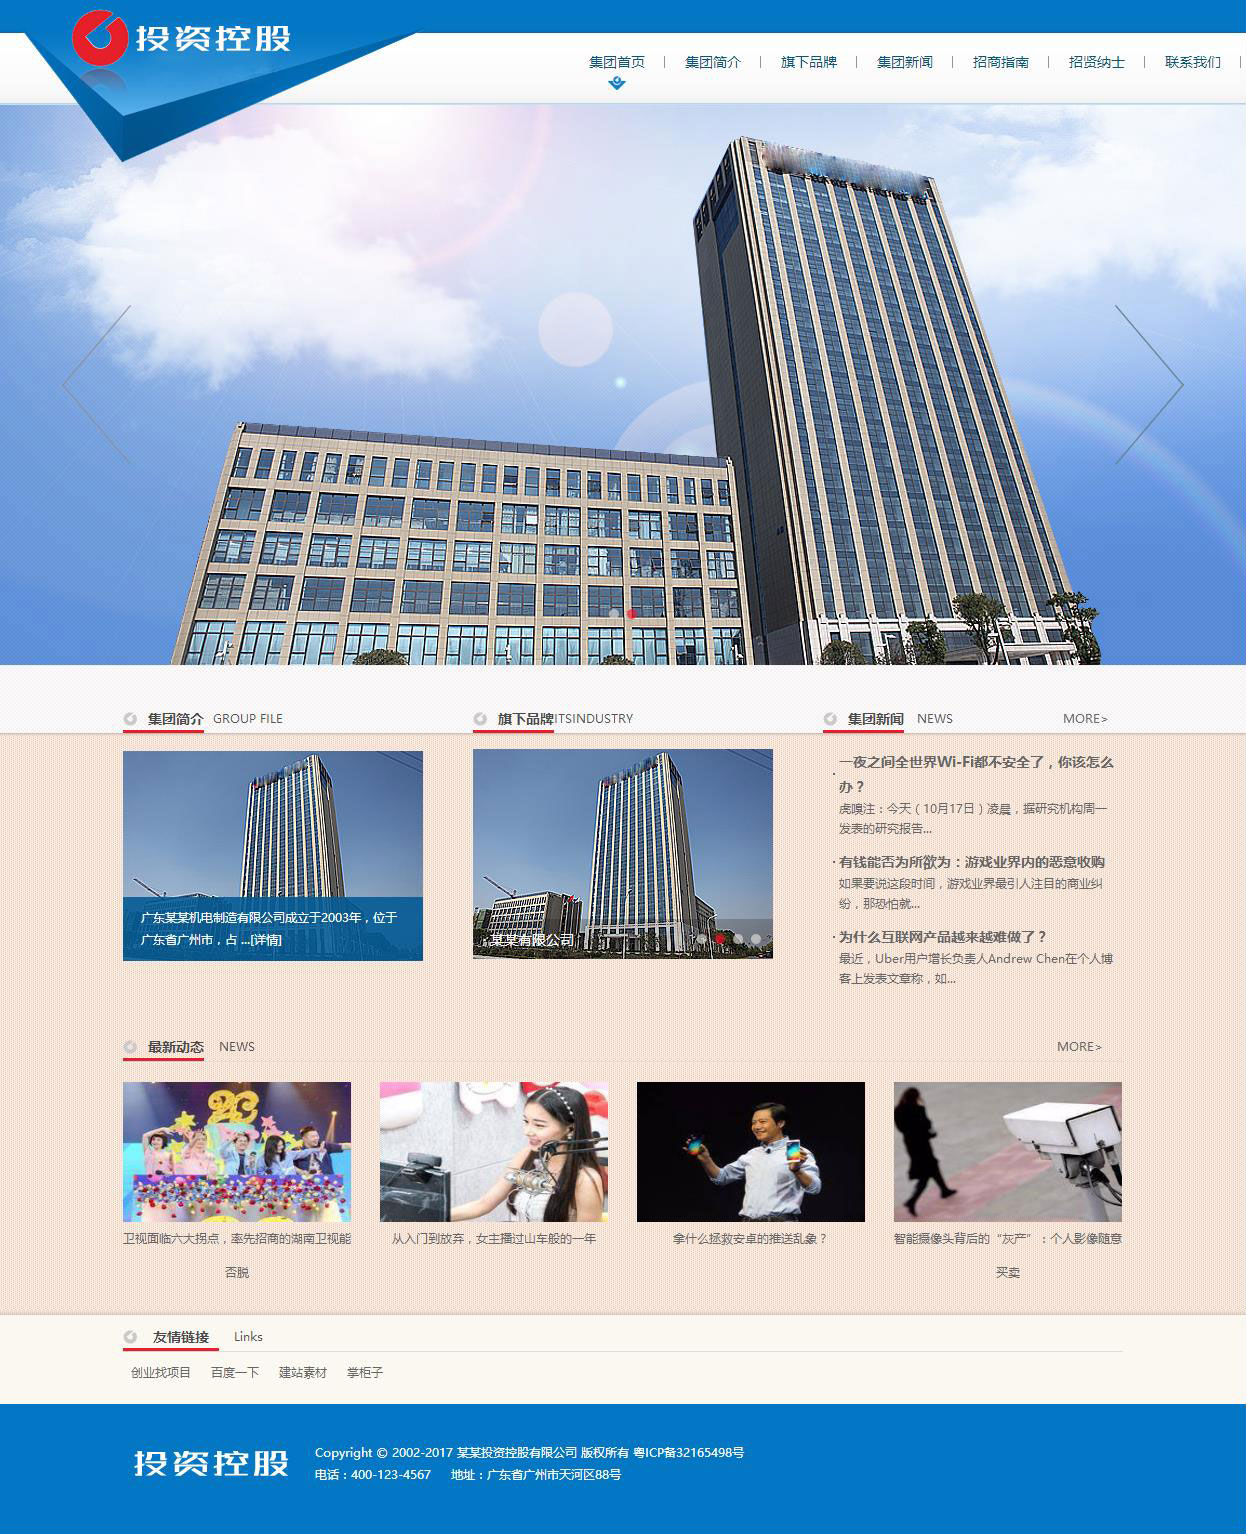 投资控股
集团首页 | 集团简介 | 旗下品牌 | 集团新闻 | 招商指南 | 招贤纳士 | 联系我们 |
集团简介 GROUP FILE
广东某某机电制造有限公司成立于2003年，位于
广东省广州市，占 ...[详情]
旗下品牌ITSINDUSTRY
某某有限公司
集团新闻 NEWS MORE>
一夜之间全世界Wi-Fi都不安全了，你该怎么
办？
虎嗅注：今天（10月17日）凌晨，据研究机构周一
发表的研究报告...
有钱能否为所欲为：游戏业界内的恶意收购
如果要说这段时间，游戏业界最引人注目的商业纠
纷，那恐怕就...
为什么互联网产品越来越难做了？
最近，Uber用户增长负责人Andrew Chen在个人博
客上发表文章称，如...
最新动态 NEWS MORE>
卫视面临六大拐点，率先招商的湖南卫视能
否脱
从入门到放弃，女主播过山车般的一年
拿什么拯救安卓的推送乱象？
智能摄像头背后的“灰产”：个人影像随意
买卖
友情链接 Links
创业找项目 百度一下 建站素材 掌柜子
投资控股
Copyright © 2002-2017 某某投资控股有限公司 版权所有 粤ICP备32165498号
电话：400-123-4567 地址：广东省广州市天河区88号